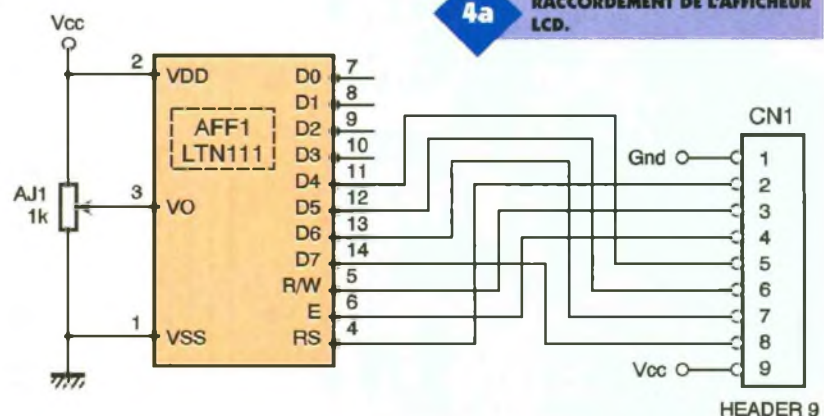 4a
RACCORDEMENT DE L'AFFICHEUR
LCD.
Vcc
2
VDD
AFF1
LTN111
AJ1
1k
3
VO
1
VSS
D0 7
D1 8
D2 9
D3 10
D4 11
D5 12
D6 13
D7 14
R/W 5
E 6
RS 4
CN1
Gnd
1
2
3
4
5
6
7
8
Vcc
9
HEADER 9